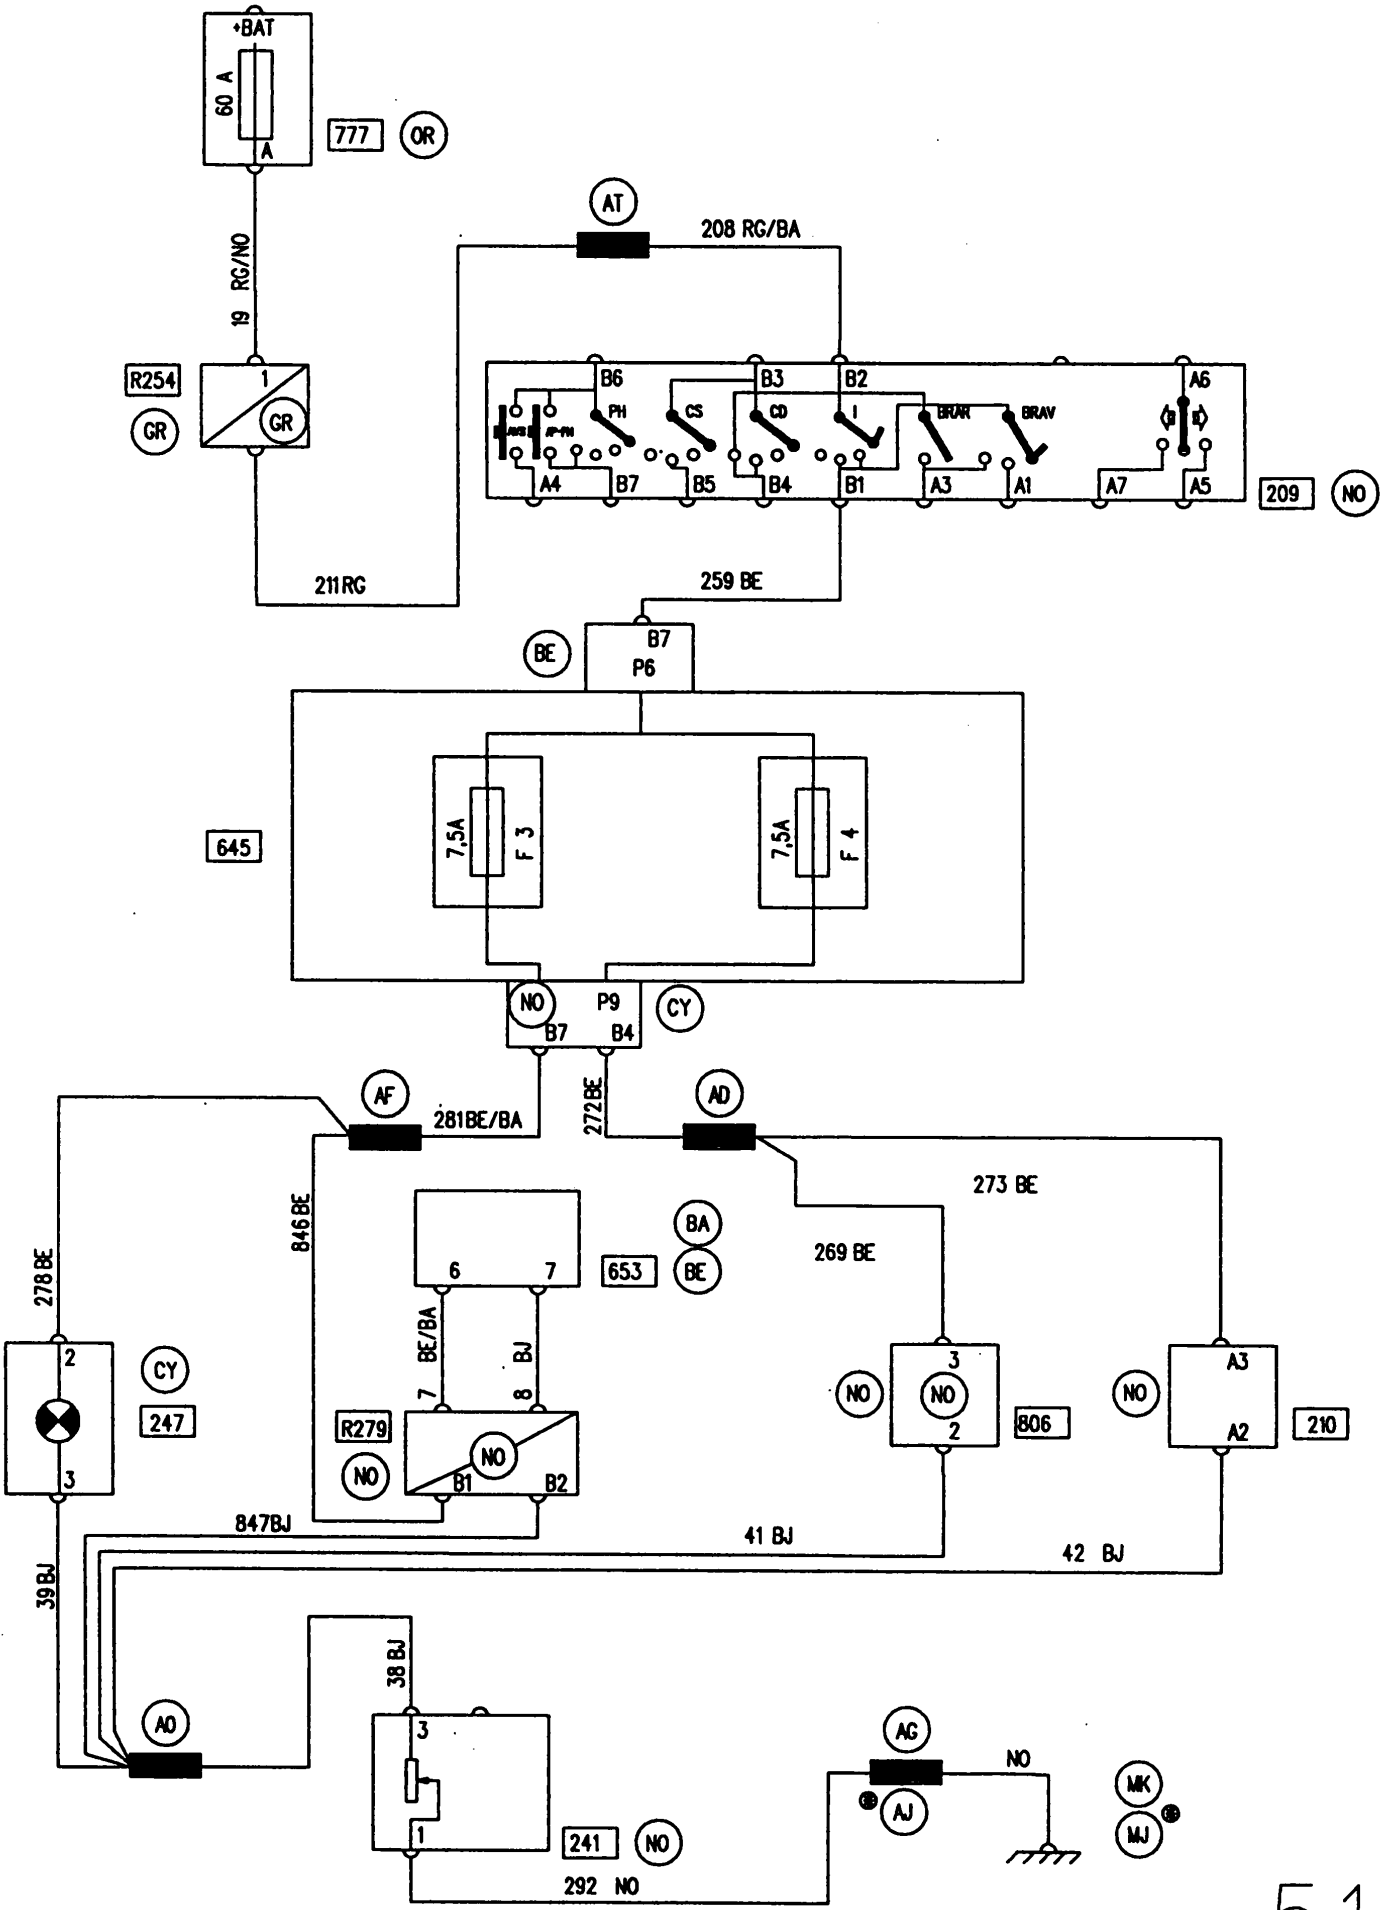 +BAT
60 A
A
777 OR
19 RG/NO
AT
208 RG/BA
R254
GR
1
GR
B6 B3 B2 A6
PH CS CD I BRAR BRAV
AVS AP-PH
A4 B7 B5 B4 B1 A3 A1 A7 A5
209 NO
211RG
259 BE
BE
B7
P6
645
7,5A
F 3
7,5A
F 4
NO P9 CY
B7 B4
AF
281BE/BA
272BE
AD
273 BE
846BE
269 BE
278BE
BA
653 BE
6 7
BE/BA
BJ
7 8
2
CY
247
3
R279
NO
NO
B1 B2
3
NO NO
2
806
A3
NO
A2
210
847BJ
41 BJ
42 BJ
39BJ
38 BJ
AO
3
1
241 NO
292 NO
AG
AJ
NO
MK
MJ